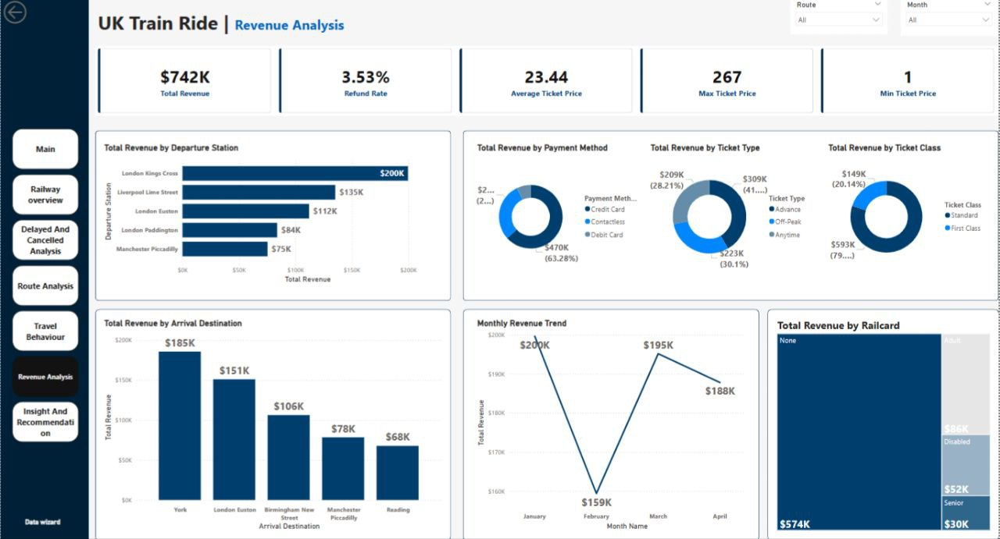 UK Train Ride | Revenue Analysis
Route
All
Month
All
$742K
Total Revenue
3.53%
Refund Rate
23.44
Average Ticket Price
267
Max Ticket Price
1
Min Ticket Price
Main
Railway
overview
Delayed And
Cancelled
Analysis
Route Analysis
Travel
Behaviour
Revenue Analysis
Insight And
Recommendati
on
Data wizard
Total Revenue by Departure Station
Departure Station
London Kings Cross
$200K
Liverpool Lime Street
$135K
London Euston
$112K
London Paddington
$84K
Manchester Piccadilly
$75K
$0K
$50K
$100K
$150K
$200K
Total Revenue
Total Revenue by Payment Method
$2...
(2...)
$470K
(63.28%)
Payment Meth...
Credit Card
Contactless
Debit Card
Total Revenue by Ticket Type
$209K
(28.21%)
$309K
(41....)
$223K
(30.1%)
Ticket Type
Advance
Off-Peak
Anytime
Total Revenue by Ticket Class
$149K
(20.14%)
$593K
(79....)
Ticket Class
Standard
First Class
Total Revenue by Arrival Destination
Total Revenue
$200K
$150K
$100K
$50K
$0K
$185K
$151K
$106K
$78K
$68K
York
London Euston
Birmingham New
Street
Manchester
Piccadilly
Reading
Arrival Destination
Monthly Revenue Trend
Total Revenue
$200K
$190K
$180K
$170K
$160K
$200K
$159K
$195K
$188K
January
February
March
April
Month Name
Total Revenue by Railcard
None
$574K
Adult
$86K
Disabled
$52K
Senior
$30K